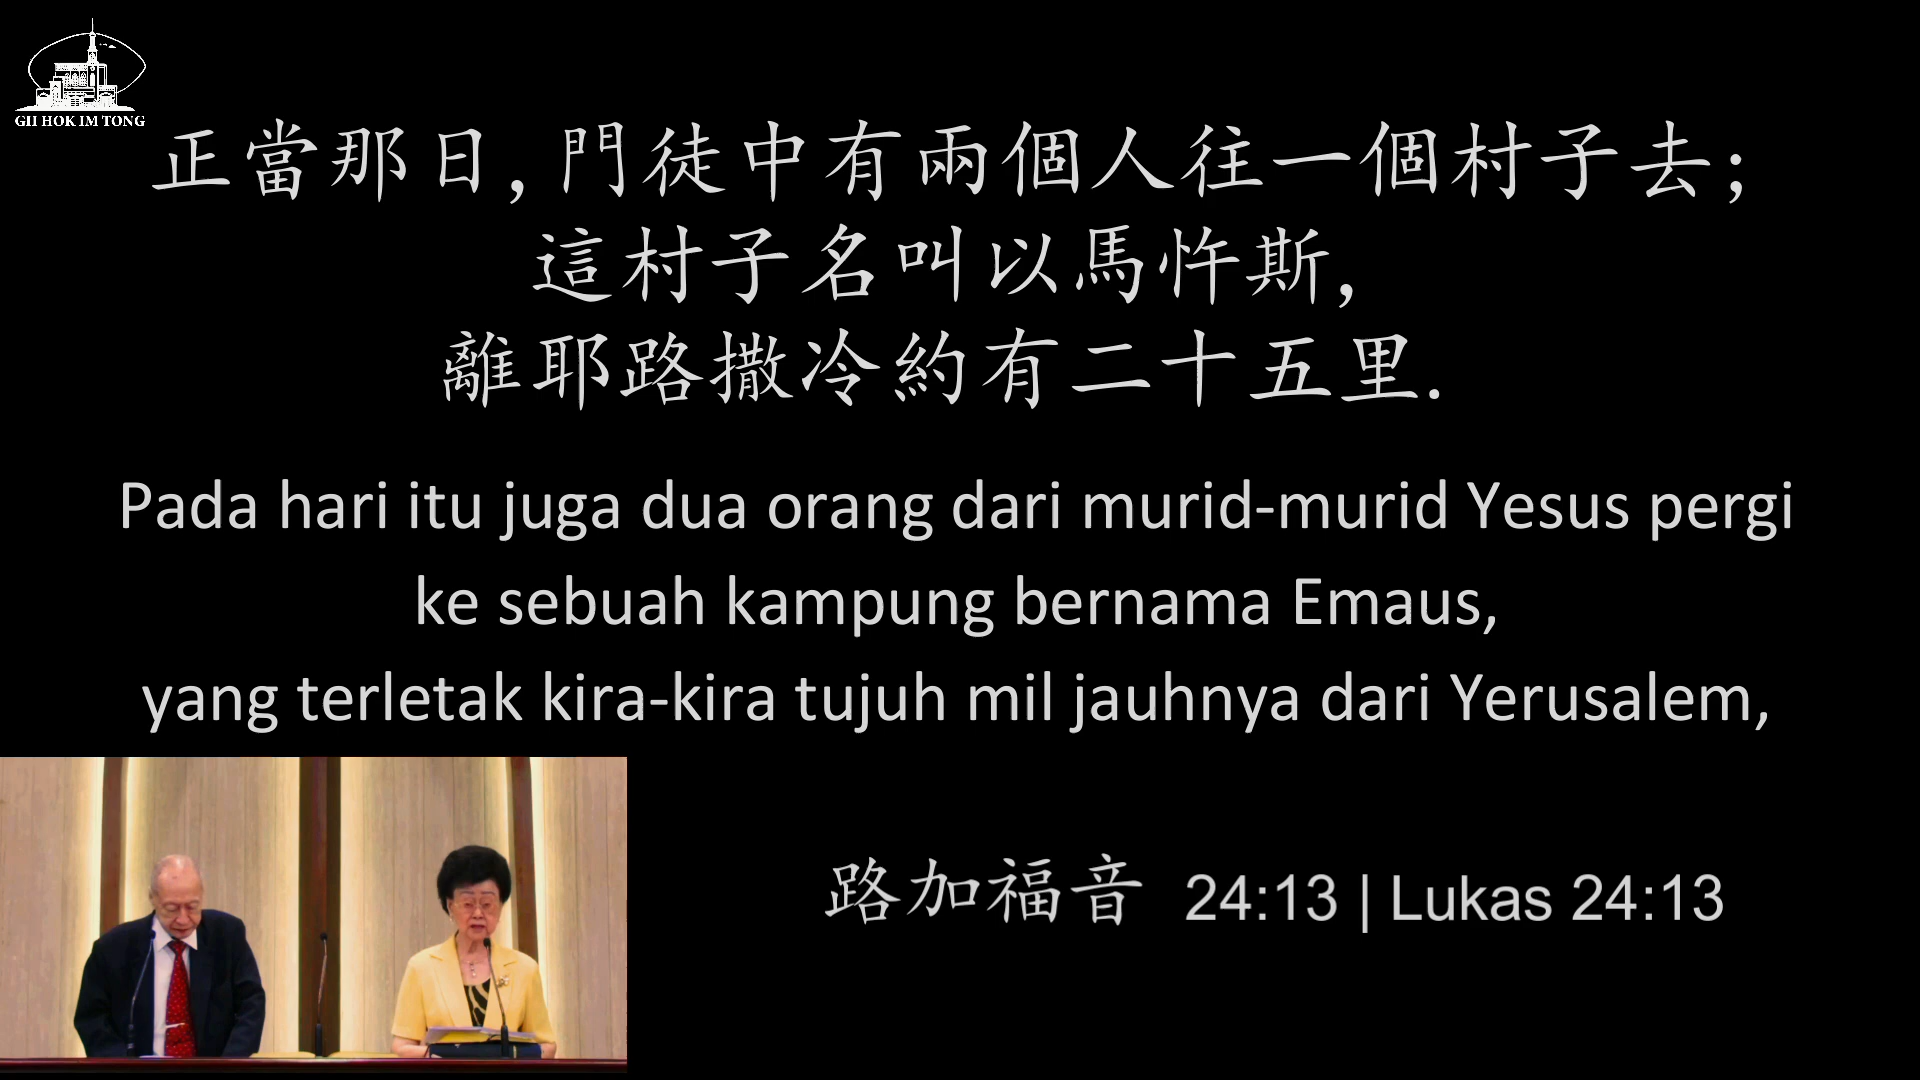 GII HOK IM TONG
正當那日, 門徒中有兩個人往一個村子去;
這村子名叫以馬忤斯,
離耶路撒冷約有二十五里.
Pada hari itu juga dua orang dari murid-murid Yesus pergi
ke sebuah kampung bernama Emaus,
yang terletak kira-kira tujuh mil jauhnya dari Yerusalem,
路加福音 24:13 | Lukas 24:13